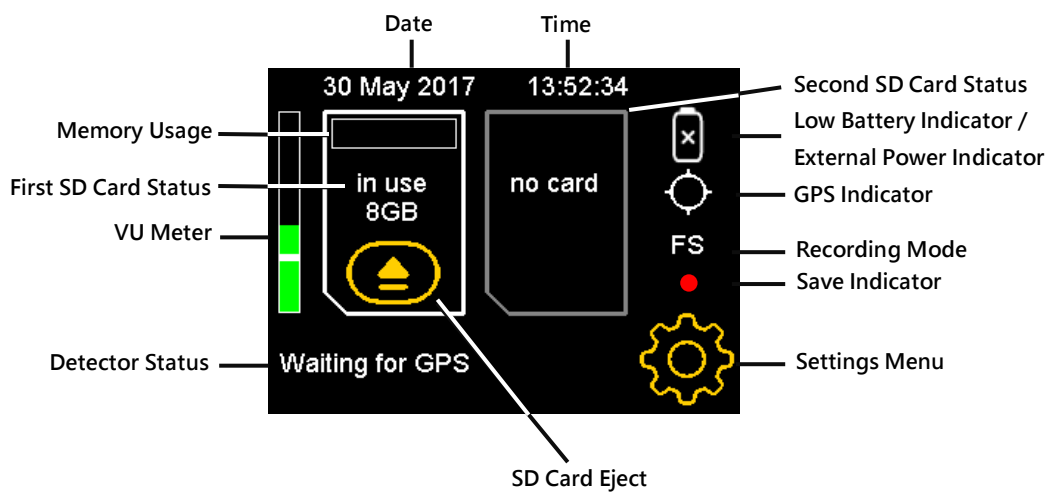 Date
Time
30 May 2017
13:52:34
Second SD Card Status
Memory Usage
Low Battery Indicator /
External Power Indicator
First SD Card Status
in use
8GB
no card
GPS Indicator
VU Meter
FS
Recording Mode
Save Indicator
Detector Status
Waiting for GPS
Settings Menu
SD Card Eject